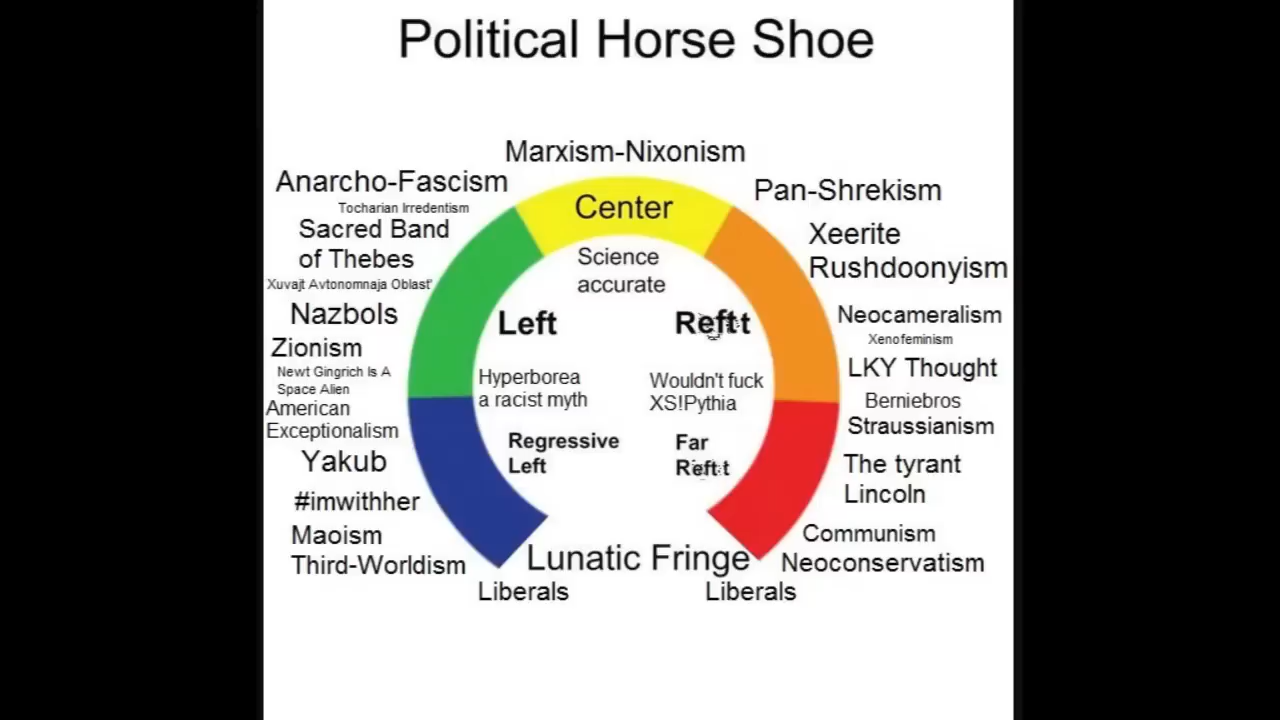 Political Horse Shoe
Marxism-Nixonism
Anarcho-Fascism
Tocharian Irredentism
Sacred Band
of Thebes
Xuvajt Avtonomnaja Oblast'
Nazbols
Zionism
Newt Gingrich Is A
Space Alien
American
Exceptionalism
Yakub
#imwithher
Maoism
Third-Worldism
Liberals
Center
Science
accurate
Left
Hyperborea
a racist myth
Regressive
Left
Reftt
Wouldn't fuck
XS!Pythia
Far
Reftt
Lunatic Fringe
Pan-Shrekism
Xeerite
Rushdoonyism
Neocameralism
Xenofeminism
LKY Thought
Berniebros
Straussianism
The tyrant
Lincoln
Communism
Neoconservatism
Liberals